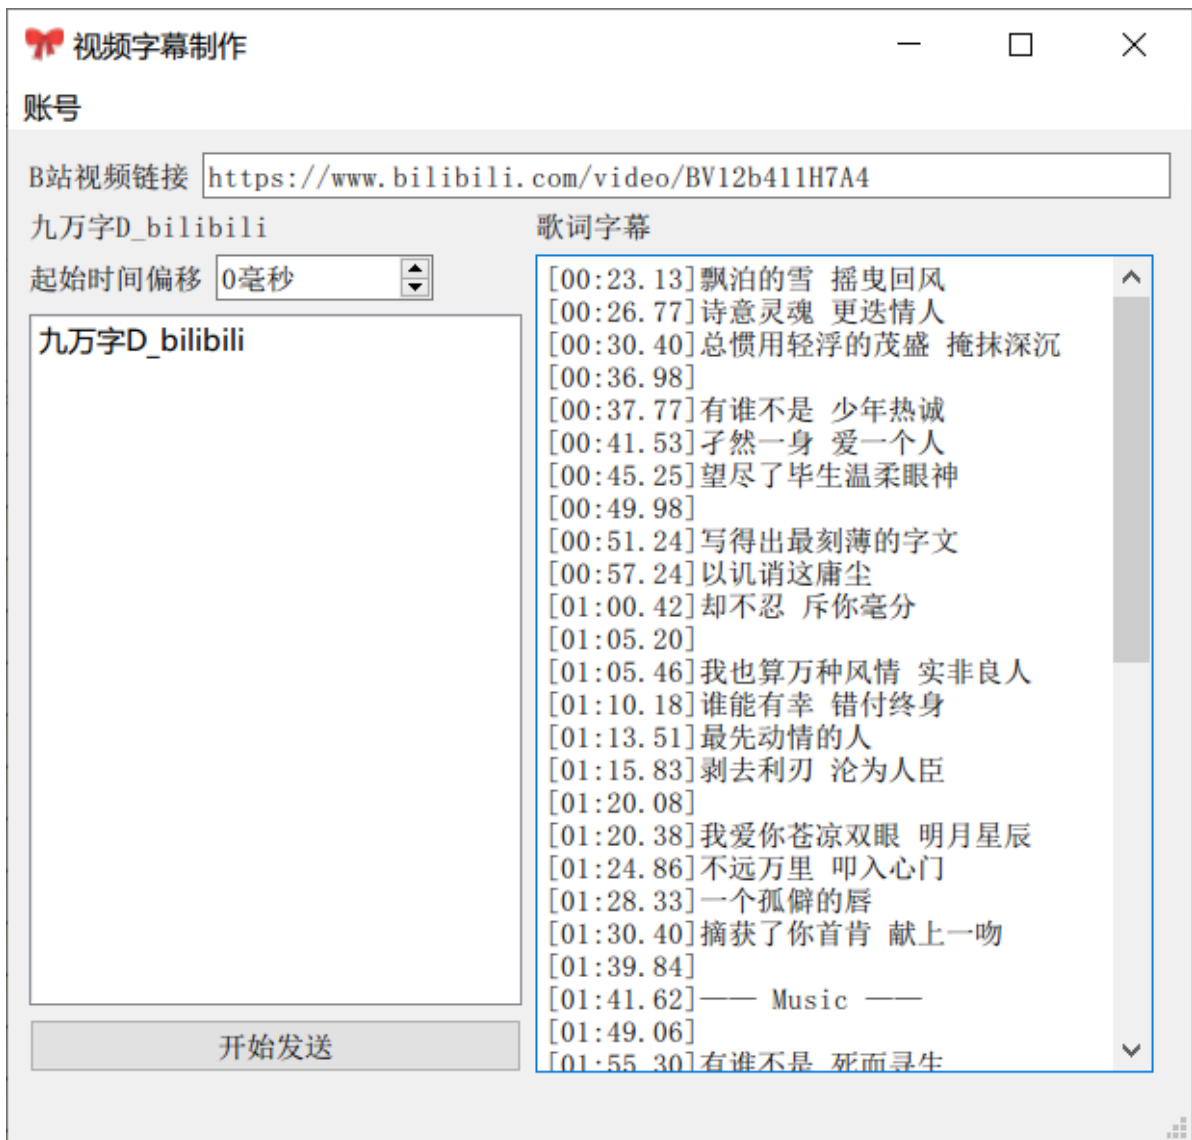 视频字幕制作
账号
B站视频链接 https://www.bilibili.com/video/BV12b411H7A4
九万字D_bilibili
起始时间偏移 0毫秒
九万字D_bilibili
开始发送
歌词字幕
[00:23.13]飘泊的雪 摇曳回风
[00:26.77]诗意灵魂 更迭情人
[00:30.40]总惯用轻浮的茂盛 掩抹深沉
[00:36.98]
[00:37.77]有谁不是 少年热诚
[00:41.53]孑然一身 爱一个人
[00:45.25]望尽了毕生温柔眼神
[00:49.98]
[00:51.24]写得出最刻薄的字文
[00:57.24]以讥诮这庸尘
[01:00.42]却不忍 斥你毫分
[01:05.20]
[01:05.46]我也算万种风情 实非良人
[01:10.18]谁能有幸 错付终身
[01:13.51]最先动情的人
[01:15.83]剥去利刃 沦为人臣
[01:20.08]
[01:20.38]我爱你苍凉双眼 明月星辰
[01:24.86]不远万里 叩入心门
[01:28.33]一个孤僻的唇
[01:30.40]摘获了你首肯 献上一吻
[01:39.84]
[01:41.62]—— Music ——
[01:49.06]
[01:55.30]有谁不是 死而寻生